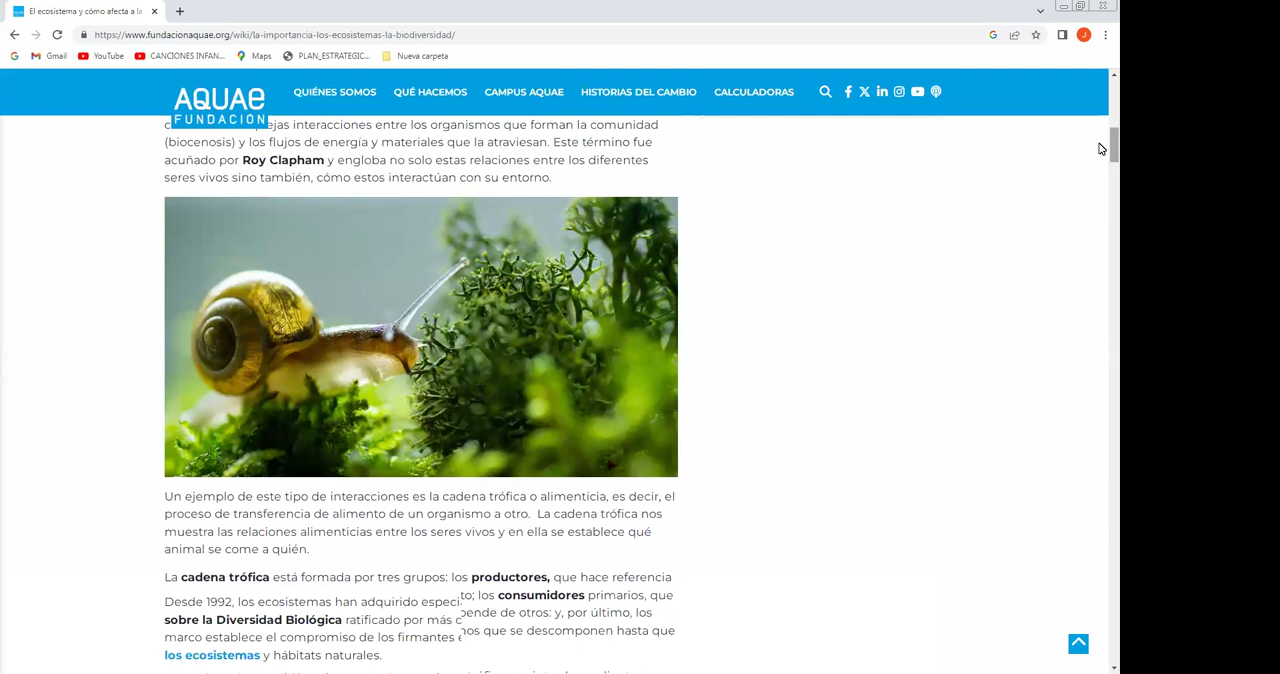 El ecosistema y cómo afecta a la
https://www.fundacionaquae.org/wiki/la-importancia-los-ecosistemas-la-biodiversidad/
J
G Gmail YouTube CANCIONES INFAN... Maps PLAN_ESTRATEGIC... Nueva carpeta
AQUAE
FUNDACIÓN
QUIÉNES SOMOS QUÉ HACEMOS CAMPUS AQUAE HISTORIAS DEL CAMBIO CALCULADORAS
interacciones entre los organismos que forman la comunidad
(biocenosis) y los flujos de energía y materiales que la atraviesan. Este término fue
acuñado por Roy Clapham y engloba no solo estas relaciones entre los diferentes
seres vivos sino también, cómo estos interactúan con su entorno.
Un ejemplo de este tipo de interacciones es la cadena trófica o alimenticia, es decir, el
proceso de transferencia de alimento de un organismo a otro. La cadena trófica nos
muestra las relaciones alimenticias entre los seres vivos y en ella se establece qué
animal se come a quién.
La cadena trófica está formada por tres grupos: los productores, que hace referencia
to; los consumidores primarios, que
Desde 1992, los ecosistemas han adquirido especi
pende de otros: y, por último, los
sobre la Diversidad Biológica ratificado por más
nos que se descomponen hasta que
marco establece el compromiso de los firmantes
los ecosistemas y hábitats naturales.